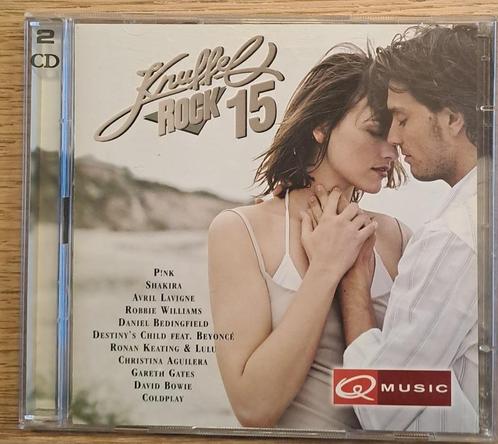 2
CD
Knuffel
ROCK 15
P!NK
SHAKIRA
AVRIL LAVIGNE
ROBBIE WILLIAMS
DANIEL BEDINGFIELD
DESTINY'S CHILD FEAT. BEYONCÉ
RONAN KEATING & LULU
CHRISTINA AGUILERA
GARETH GATES
DAVID BOWIE
COLDPLAY
Q MUSIC